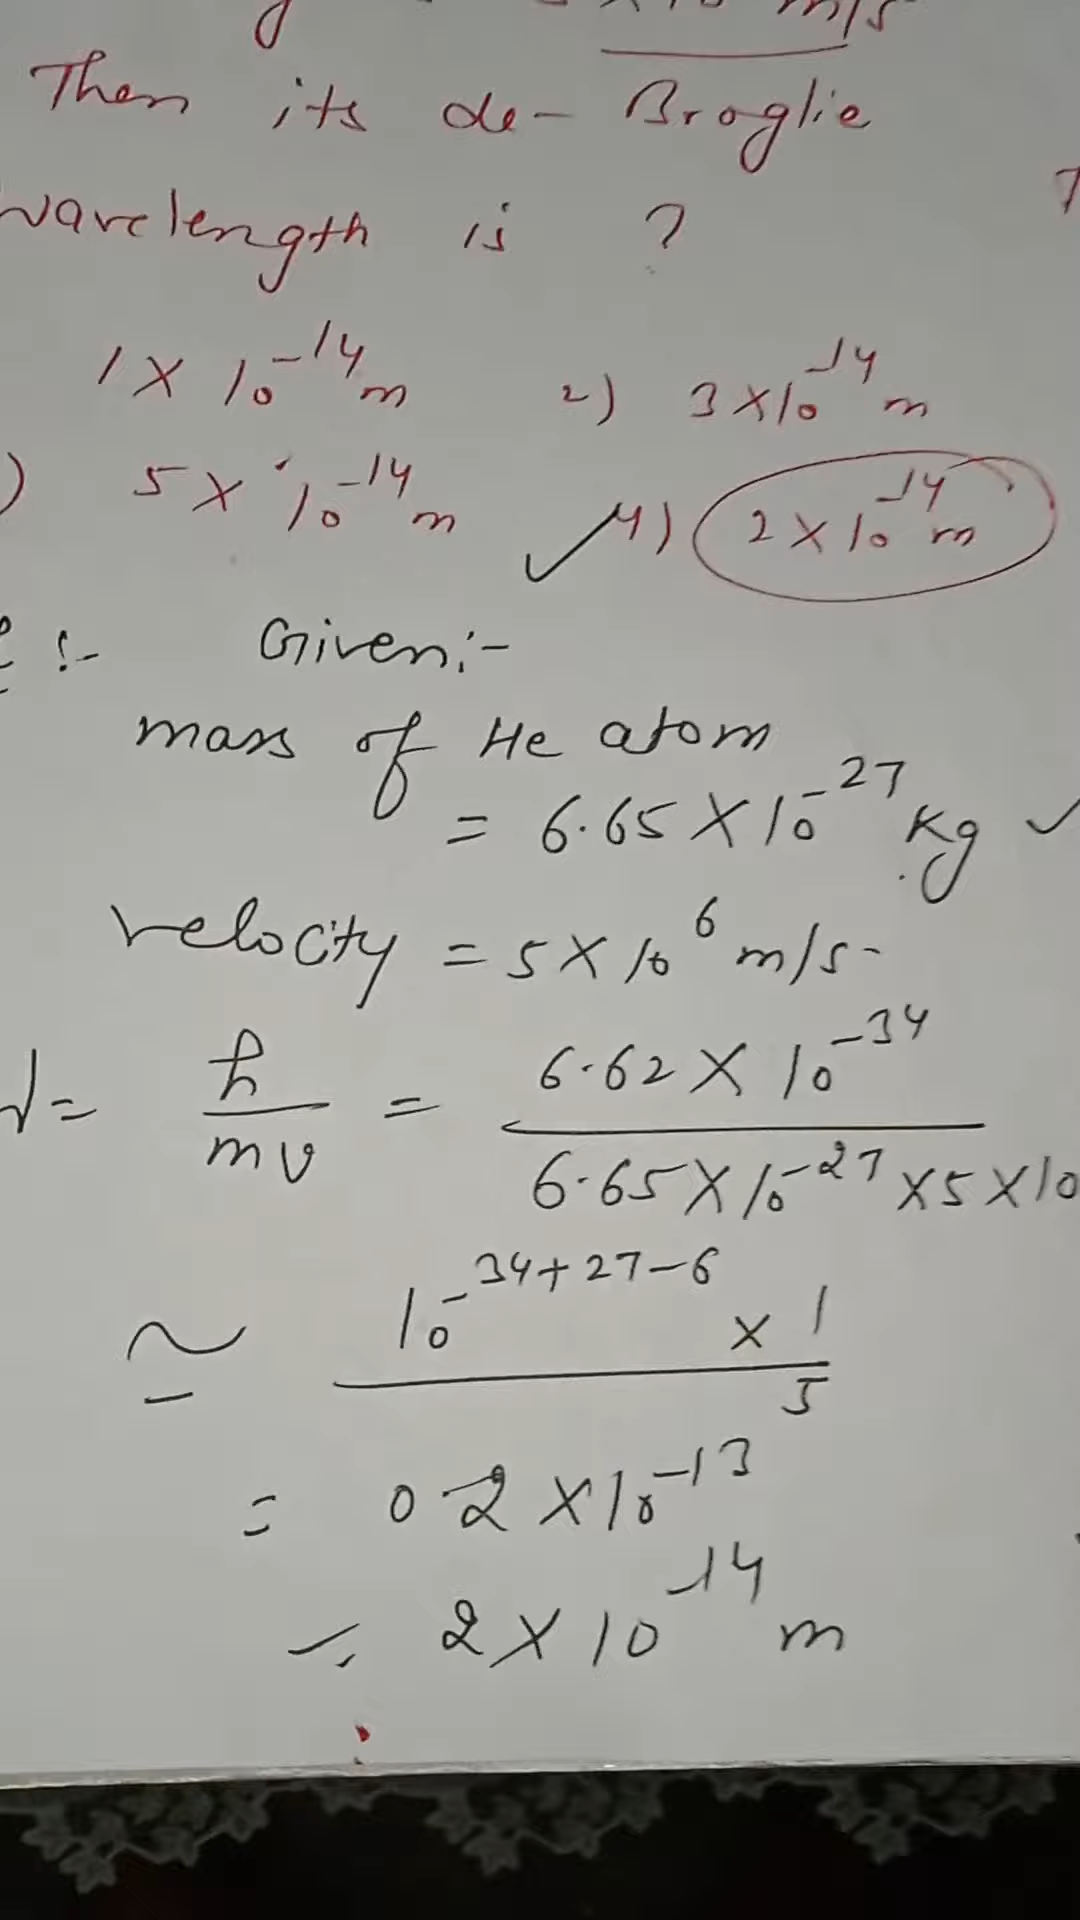 m/s
Then its de- Broglie
wavelength is ?
1 X 10⁻¹⁴ m 2) 3 X 10⁻¹⁴ m
) 5 X 10⁻¹⁴ m 4) 2 X 10⁻¹⁴ m
:- Given:-
mass of He atom
= 6.65 X 10⁻²⁷ Kg
velocity = 5 X 10⁶ m/s
= h/mv = 6.62 X 10⁻³⁴ / 6.65 X 10⁻²⁷ X 5 X 10
≃ 10⁻³⁴⁺²⁷⁻⁶ x 1 / 5
= 0.2 X 10⁻¹³
= 2 X 10⁻¹⁴ m